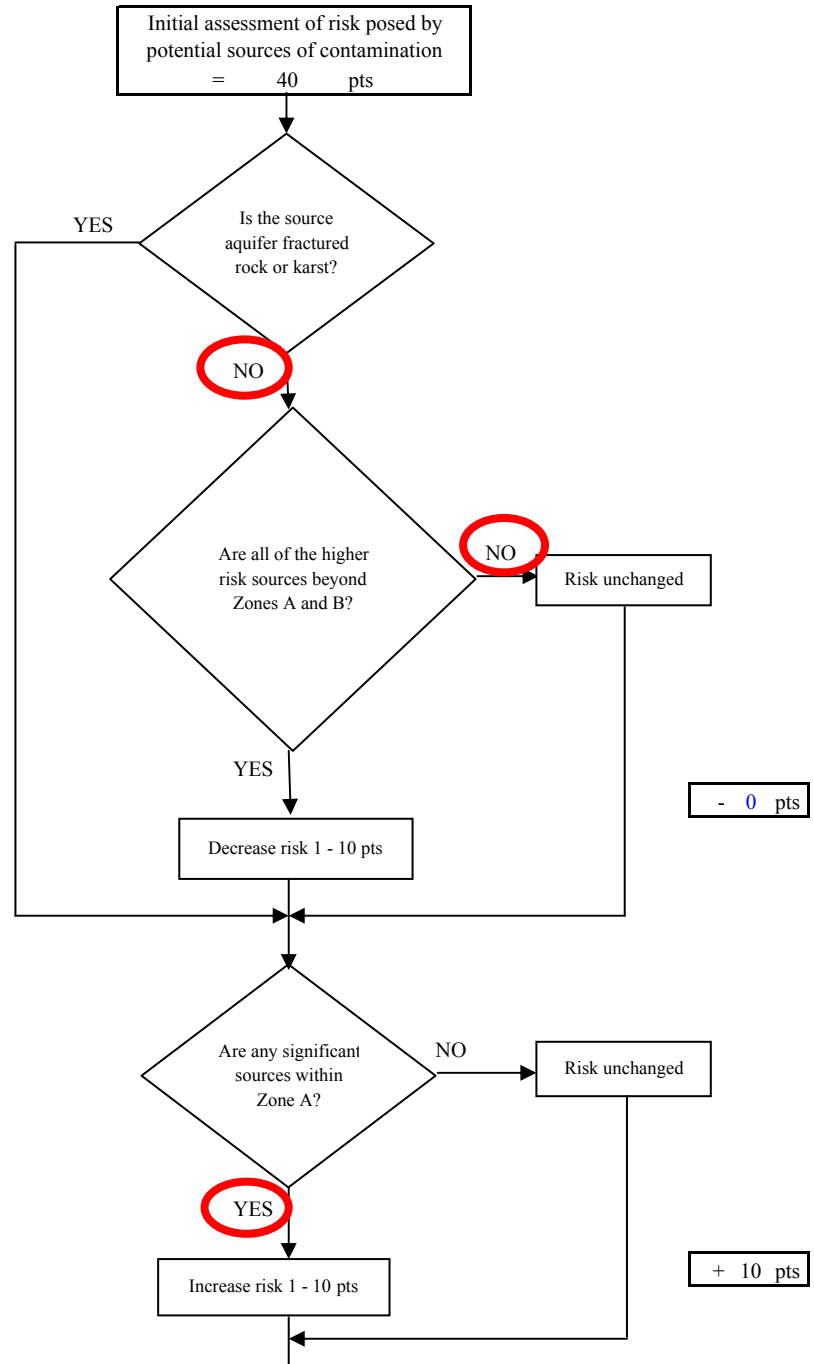 Initial assessment of risk posed by
potential sources of contamination
= 40 pts
YES
Is the source
aquifer fractured
rock or karst?
NO
Are all of the higher
risk sources beyond
Zones A and B?
NO
Risk unchanged
YES
- 0 pts
Decrease risk 1 - 10 pts
Are any significant
sources within
Zone A?
NO
Risk unchanged
YES
+ 10 pts
Increase risk 1 - 10 pts